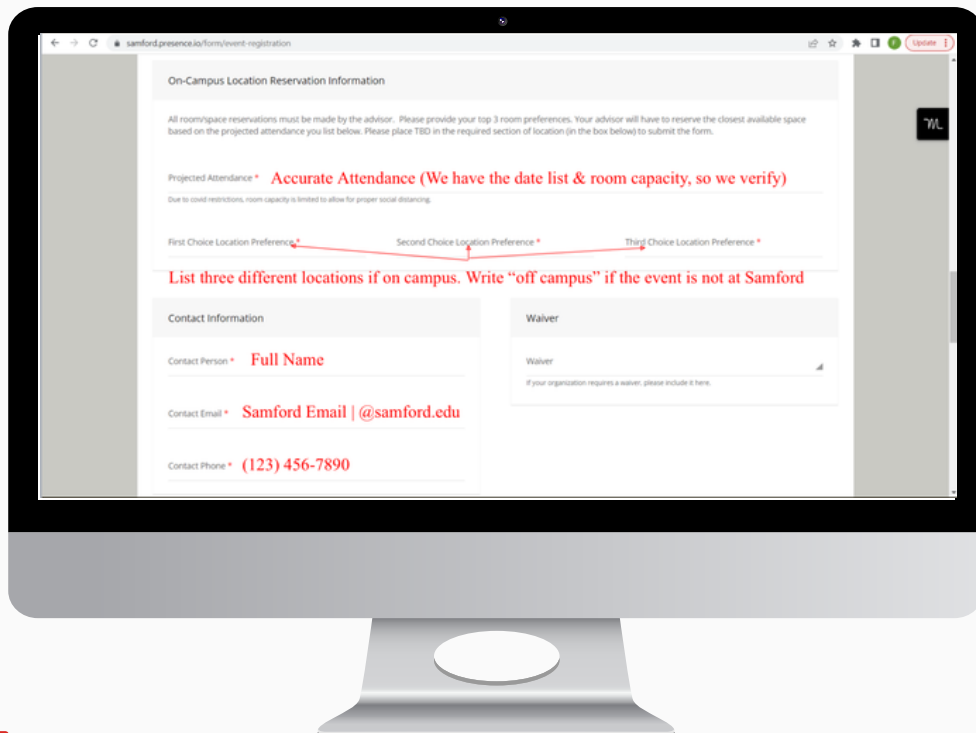 samford.presence.io/form/event-registration
Update
On-Campus Location Reservation Information
All room/space reservations must be made by the advisor. Please provide your top 3 room preferences. Your advisor will have to reserve the closest available space
based on the projected attendance you list below. Please place TBD in the required section of location (in the box below) to submit the form.
Projected Attendance * Accurate Attendance (We have the date list & room capacity, so we verify)
Due to covid restrictions, room capacity is limited to allow for proper social distancing.
First Choice Location Preference * Second Choice Location Preference * Third Choice Location Preference *
List three different locations if on campus. Write “off campus” if the event is not at Samford
Contact Information
Waiver
Contact Person * Full Name
Waiver
If your organization requires a waiver, please include it here.
Contact Email * Samford Email | @samford.edu
Contact Phone * (123) 456-7890